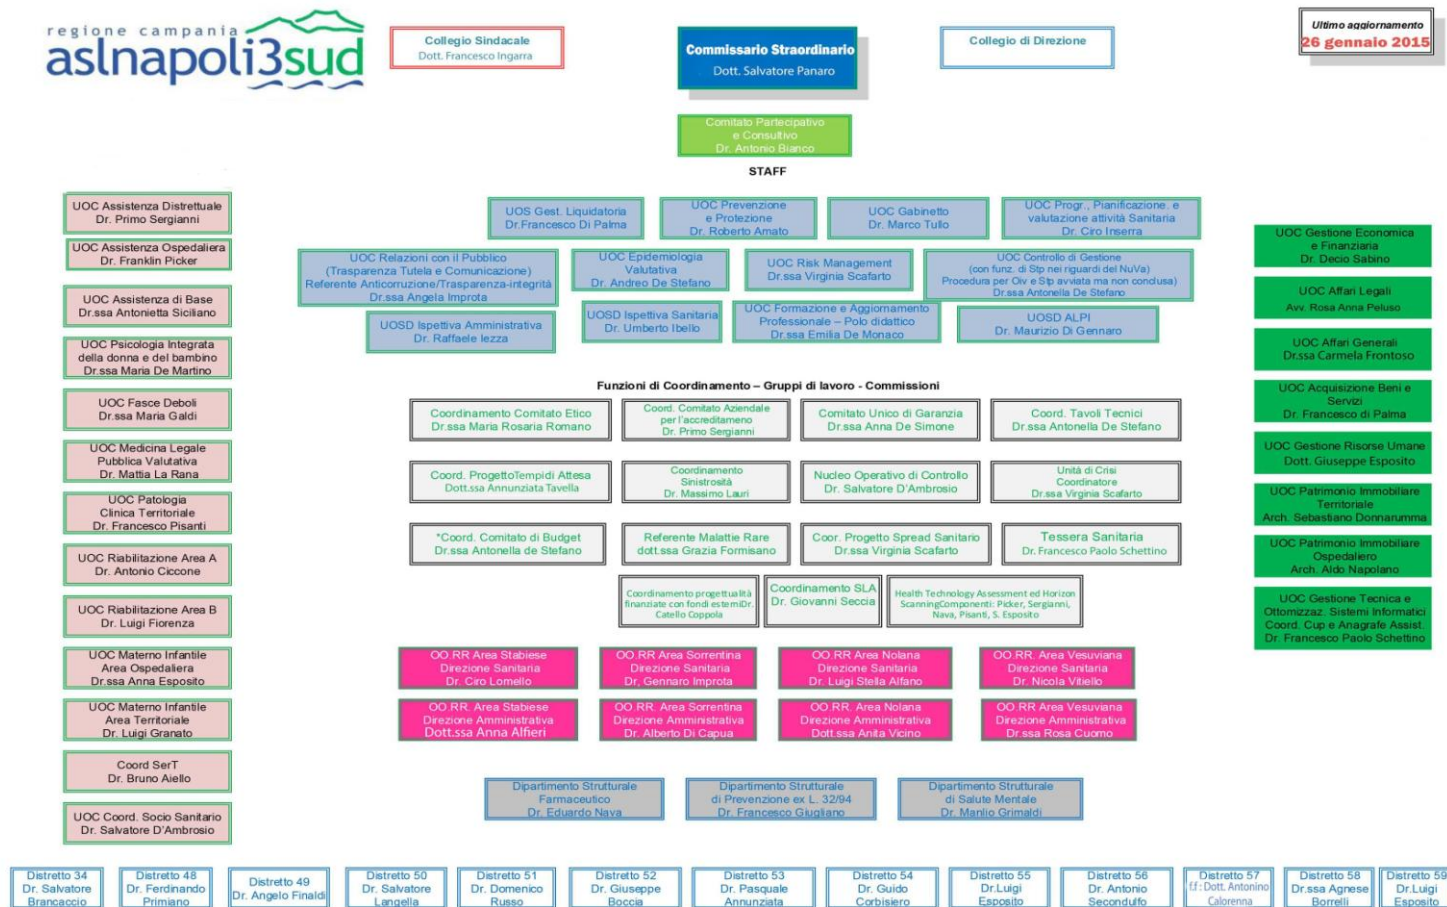 regione campania
aslnapoli3sud
Collegio Sindacale
Dott. Francesco Ingarra
Commissario Straordinario
Dott. Salvatore Panaro
Collegio di Direzione
Ultimo aggiornamento
26 gennaio 2015
Comitato Partecipativo
e Consultivo
Dr. Antonio Bianco
STAFF
UOC Assistenza Distrettuale
Dr. Primo Sergianni
UOC Assistenza Ospedaliera
Dr. Franklin Picker
UOC Assistenza di Base
Dr.ssa Antonietta Siciliano
UOC Psicologia Integrata
della donna e del bambino
Dr.ssa Maria De Martino
UOC Fasce Deboli
Dr.ssa Maria Galdi
UOC Medicina Legale
Pubblica Valutativa
Dr. Mattia La Rana
UOC Patologia
Clinica Territoriale
Dr. Francesco Pisanti
UOC Riabilitazione Area A
Dr. Antonio Ciccone
UOC Riabilitazione Area B
Dr. Luigi Fiorenza
UOC Materno Infantile
Area Ospedaliera
Dr.ssa Anna Esposito
UOC Materno Infantile
Area Territoriale
Dr. Luigi Granato
Coord SerT
Dr. Bruno Aiello
UOC Coord. Socio Sanitario
Dr. Salvatore D'Ambrosio
UOS Gest. Liquidatoria
Dr.Francesco Di Palma
UOC Prevenzione
e Protezione
Dr. Roberto Amato
UOC Gabinetto
Dr. Marco Tullo
UOC Progr., Pianificazione. e
valutazione attività Sanitaria
Dr. Ciro Inserra
UOC Relazioni con il Pubblico
(Trasparenza Tutela e Comunicazione)
Referente Anticorruzione/Trasparenza-integrità
Dr.ssa Angela Improta
UOC Epidemiologia
Valutativa
Dr. Andreo De Stefano
UOC Risk Management
Dr.ssa Virginia Scafarto
UOC Controllo di Gestione
(con funz. di Stp nei riguardi del NuVa)
Procedura per Oiv e Stp avviata ma non conclusa)
Dr.ssa Antonella De Stefano
UOSD Ispettiva Amministrativa
Dr. Raffaele Iezza
UOSD Ispettiva Sanitaria
Dr. Umberto Ibello
UOC Formazione e Aggiornamento
Professionale – Polo didattico
Dr.ssa Emilia De Monaco
UOSD ALPI
Dr. Maurizio Di Gennaro
Funzioni di Coordinamento – Gruppi di lavoro - Commissioni
Coordinamento Comitato Etico
Dr.ssa Maria Rosaria Romano
Coord. Comitato Aziendale
per l'accreditameno
Dr. Primo Sergianni
Comitato Unico di Garanzia
Dr.ssa Anna De Simone
Coord. Tavoli Tecnici
Dr.ssa Antonella De Stefano
Coord. ProgettoTempidi Attesa
Dott.ssa Annunziata Tavella
Coordinamento
Sinistrosità
Dr. Massimo Lauri
Nucleo Operativo di Controllo
Dr. Salvatore D'Ambrosio
Unità di Crisi
Coordinatore
Dr.ssa Virginia Scafarto
*Coord. Comitato di Budget
Dr.ssa Antonella de Stefano
Referente Malattie Rare
dott.ssa Grazia Formisano
Coor. Progetto Spread Sanitario
Dr.ssa Virginia Scafarto
Tessera Sanitaria
Dr. Francesco Paolo Schettino
Coordinamento progettualità
finanziate con fondi esterniDr.
Catello Coppola
Coordinamento SLA
Dr. Giovanni Seccia
Health Technology Assessment ed Horizon
ScanningComponenti: Picker, Sergianni,
Nava, Pisanti, S. Esposito
OO.RR Area Stabiese
Direzione Sanitaria
Dr. Ciro Lomello
OO.RR Area Sorrentina
Direzione Sanitaria
Dr, Gennaro Improta
OO.RR Area Nolana
Direzione Sanitaria
Dr. Luigi Stella Alfano
OO.RR. Area Vesuviana
Direzione Sanitaria
Dr. Nicola Vitiello
OO.RR. Area Stabiese
Direzione Amministrativa
Dott.ssa Anna Alfieri
OO.RR. Area Sorrentina
Direzione Amministrativa
Dr. Alberto Di Capua
OO.RR. Area Nolana
Direzione Amministrativa
Dott.ssa Anita Vicino
OO.RR Area Vesuviana
Direzione Amministrativa
Dr.ssa Rosa Cuomo
Dipartimento Strutturale
Farmaceutico
Dr, Eduardo Nava
Dipartimento Strutturale
di Prevenzione ex L. 32/94
Dr. Francesco Giugliano
Dipartimento Strutturale
di Salute Mentale
Dr. Manlio Grimaldi
UOC Gestione Economica
e Finanziaria
Dr. Decio Sabino
UOC Affari Legali
Avv. Rosa Anna Peluso
UOC Affari Generali
Dr.ssa Carmela Frontoso
UOC Acquisizione Beni e
Servizi
Dr. Francesco di Palma
UOC Gestione Risorse Umane
Dott. Giuseppe Esposito
UOC Patrimonio Immobiliare
Territoriale
Arch. Sebastiano Donnarumma
UOC Patrimonio Immobiliare
Ospedaliero
Arch. Aldo Napolano
UOC Gestione Tecnica e
Ottomizzaz. Sistemi Informatici
Coord. Cup e Anagrafe Assist.
Dr. Francesco Paolo Schettino
Distretto 34
Dr. Salvatore
Brancaccio
Distretto 48
Dr. Ferdinando
Primiano
Distretto 49
Dr. Angelo Finaldi
Distretto 50
Dr. Salvatore
Langella
Distretto 51
Dr. Domenico
Russo
Distretto 52
Dr. Giuseppe
Boccia
Distretto 53
Dr. Pasquale
Annunziata
Distretto 54
Dr. Guido
Corbisiero
Distretto 55
Dr.Luigi
Esposito
Distretto 56
Dr. Antonio
Secondulfo
Distretto 57
f.f : Dott. Antonino
Calorenna
Distretto 58
Dr.ssa Agnese
Borrelli
Distretto 59
Dr.Luigi
Esposito